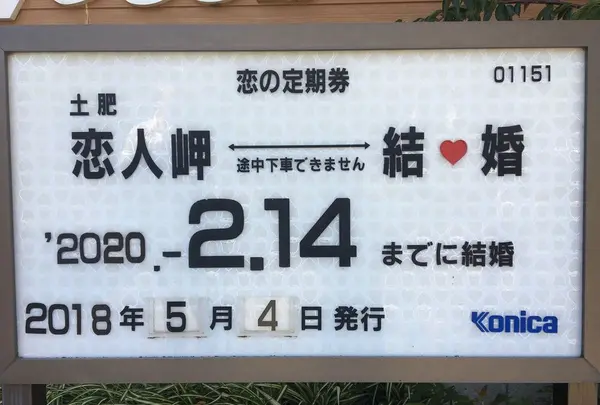 恋の定期券
01151
土肥
恋人岬 ⟷ 結♥婚
途中下車できません
'2020.-2.14 までに結婚
2018年 5月 4日発行
Konica